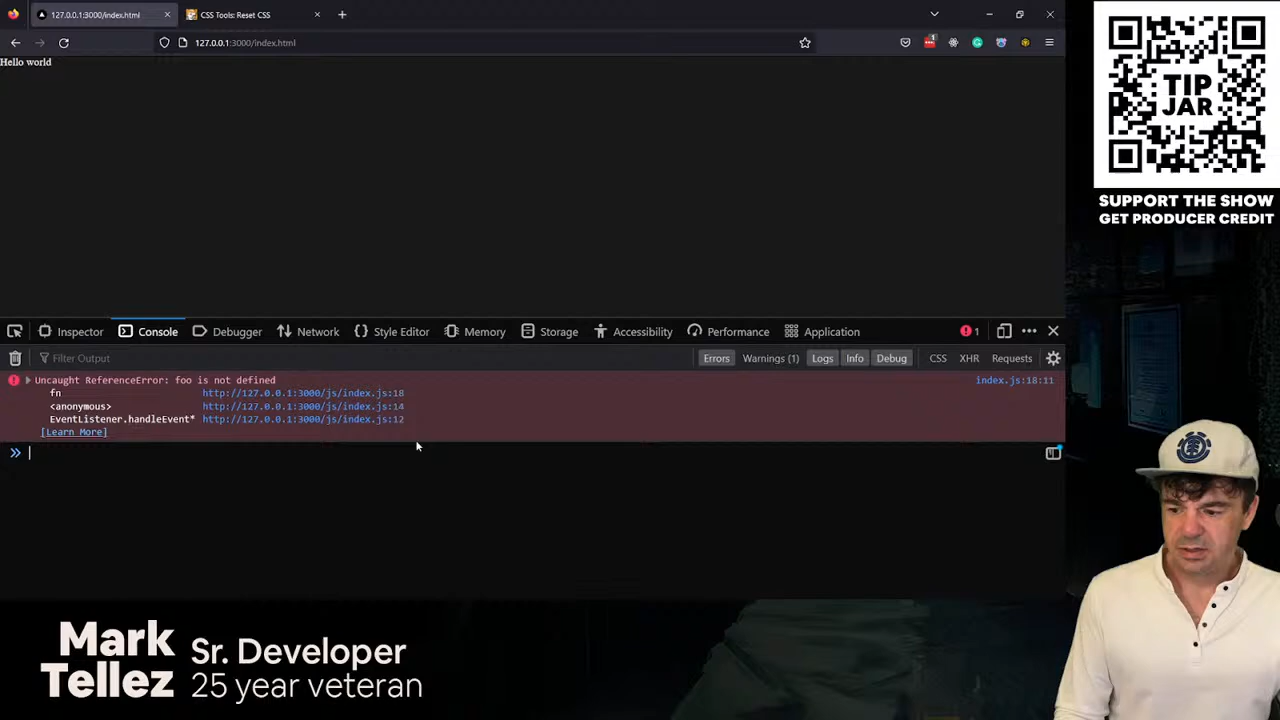 127.0.0.1:3000/index.html
CSS Tools: Reset CSS
127.0.0.1:3000/index.html
1
Hello world
TIP
JAR
SUPPORT THE SHOW
GET PRODUCER CREDIT
Inspector
Console
Debugger
Network
Style Editor
Memory
Storage
Accessibility
Performance
Application
1
Filter Output
Errors
Warnings (1)
Logs
Info
Debug
CSS
XHR
Requests
Uncaught ReferenceError: foo is not defined
index.js:18:11
fn http://127.0.0.1:3000/js/index.js:18
<anonymous> http://127.0.0.1:3000/js/index.js:14
EventListener.handleEvent* http://127.0.0.1:3000/js/index.js:12
[Learn More]
Mark
Tellez
Sr. Developer
25 year veteran